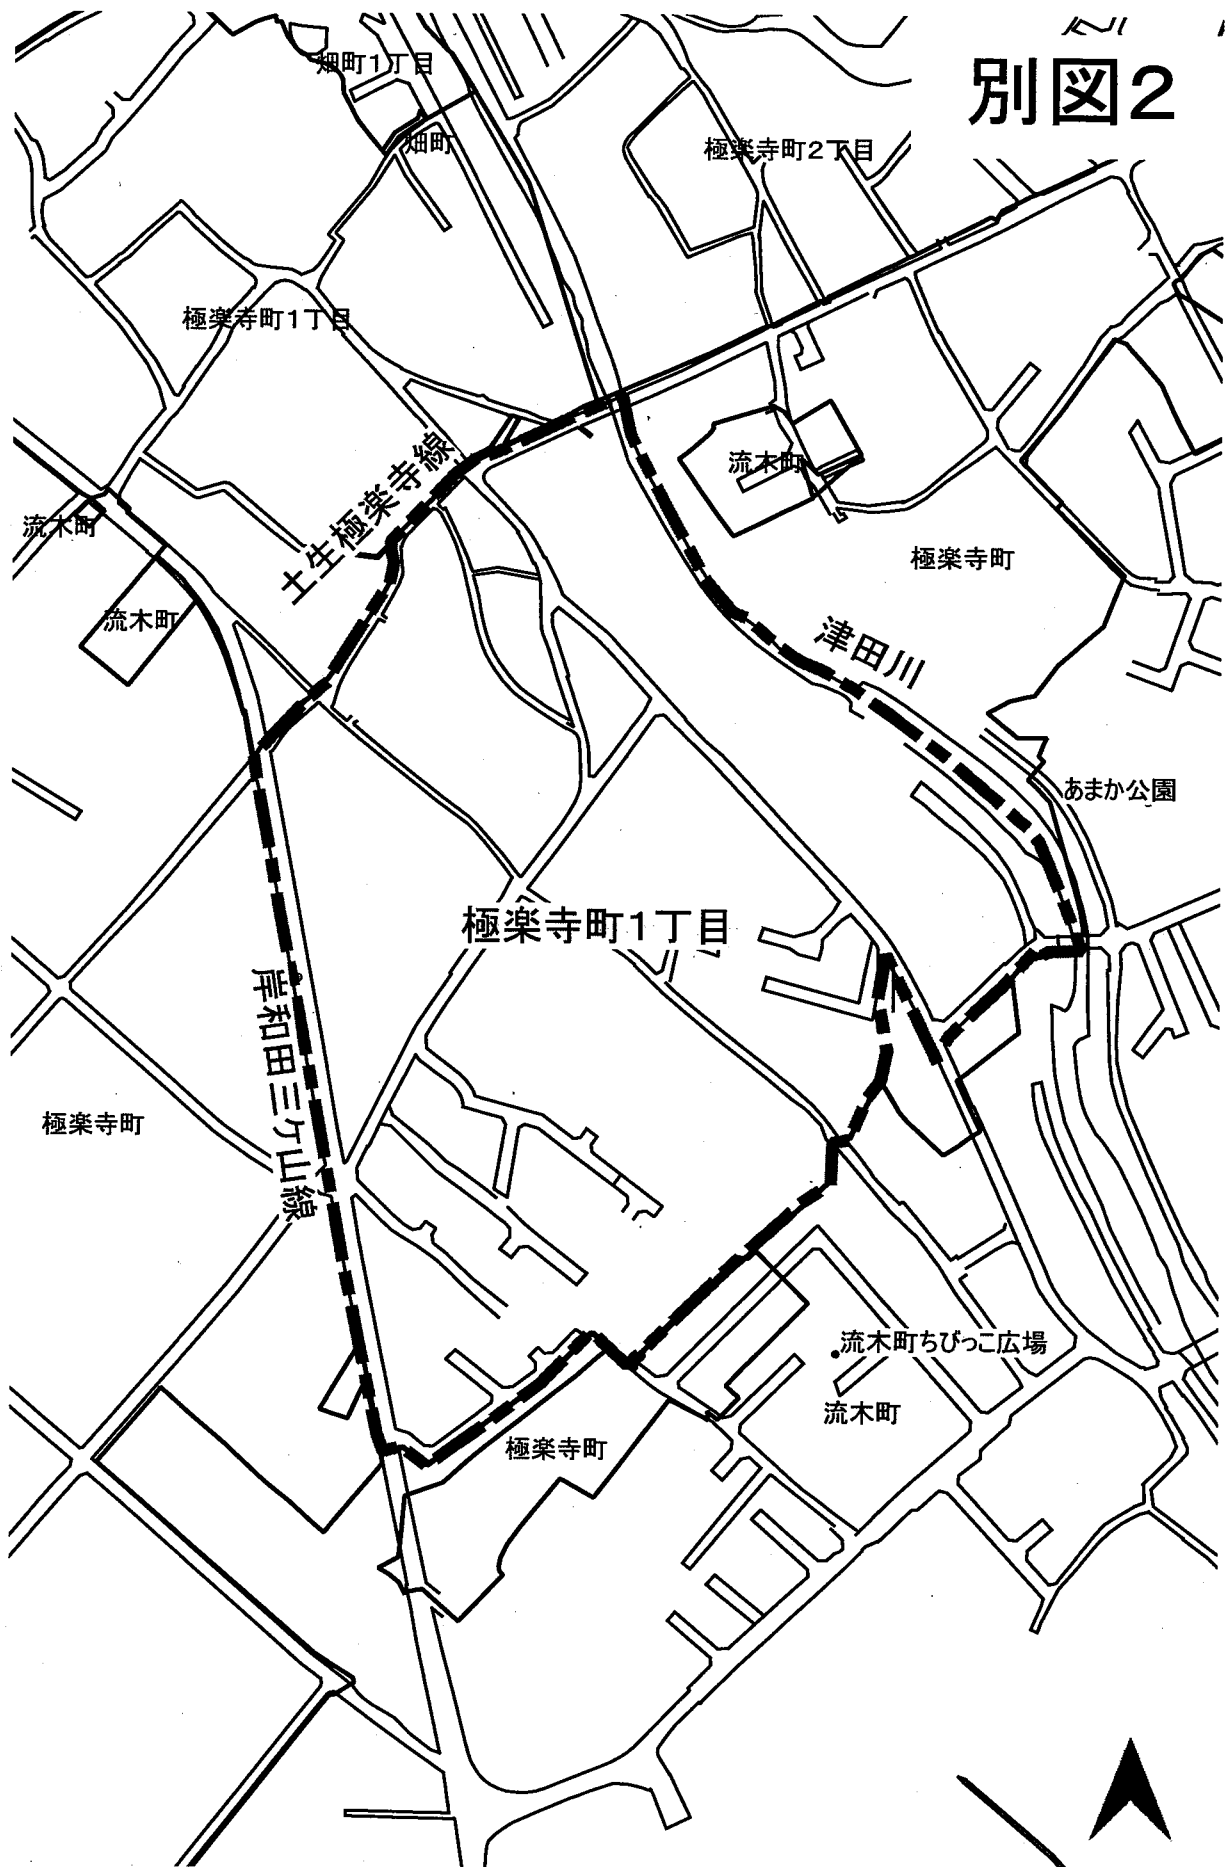 別図2
畑町1丁目
畑町
極楽寺町2丁目
極楽寺町1丁目
土生極楽寺線
流木町
流木町
流木町
極楽寺町
津田川
あまか公園
極楽寺町1丁目
岸和田三ケ山線
極楽寺町
流木町ちびっこ広場
流木町
極楽寺町